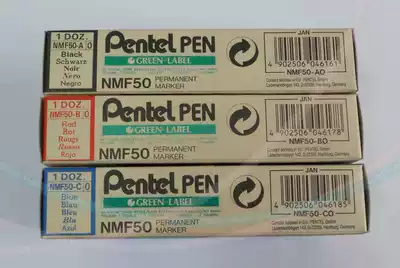 1 DOZ.
NMF50-A O
Black
Schwarz
Noir
Nero
Negro
Pentel PEN
GREEN-LABEL
NMF50 PERMANENT MARKER
JAN
4 902506 046161
NMF50-AO
1 DOZ.
NMF50-B O
Red
Rot
Rouge
Rosso
Rojo
Pentel PEN
GREEN-LABEL
NMF50 PERMANENT MARKER
JAN
4 902506 046178
NMF50-BO
1 DOZ.
NMF50-C O
Blue
Blau
Bleu
Blu
Azul
Pentel PEN
GREEN-LABEL
NMF50 PERMANENT MARKER
JAN
4 902506 046185
NMF50-CO